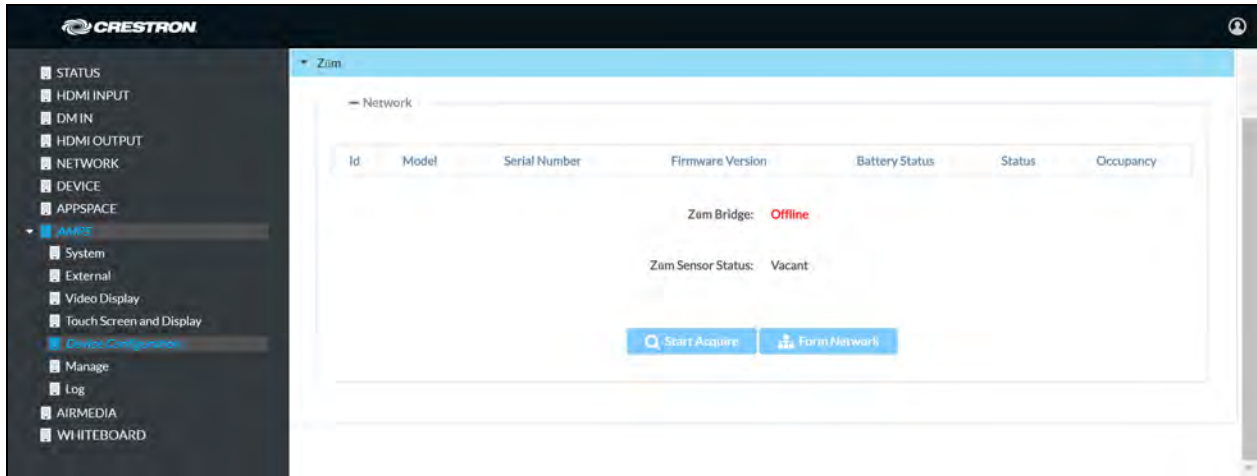 CRESTRON
STATUS
HDMI INPUT
DM IN
HDMI OUTPUT
NETWORK
DEVICE
APPSPACE
AMPE
System
External
Video Display
Touch Screen and Display
Device Configuration
Manage
Log
AIRMEDIA
WHITEBOARD
Zūm
Network
Id Model Serial Number Firmware Version Battery Status Status Occupancy
Zūm Bridge: Offline
Zūm Sensor Status: Vacant
Start Acquire Form Network